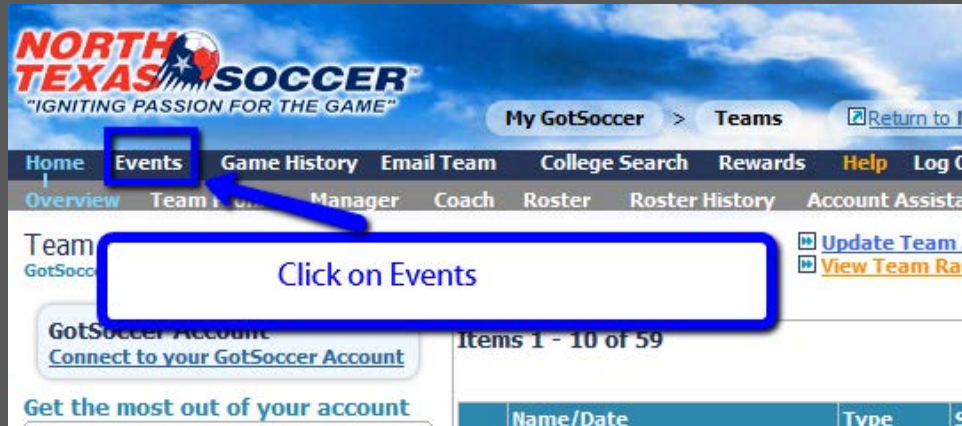 NORTH
TEXAS SOCCER
"IGNITING PASSION FOR THE GAME"
My GotSoccer > Teams Return to
Home Events Game History Email Team College Search Rewards Help Log
Overview Team Manager Coach Roster Roster History Account
Team
Update Team
View Team
Click on Events
GotSoccer Account
Connect to your GotSoccer Account
Items 1 - 10 of 59
Get the most out of your account
Name/Date Type